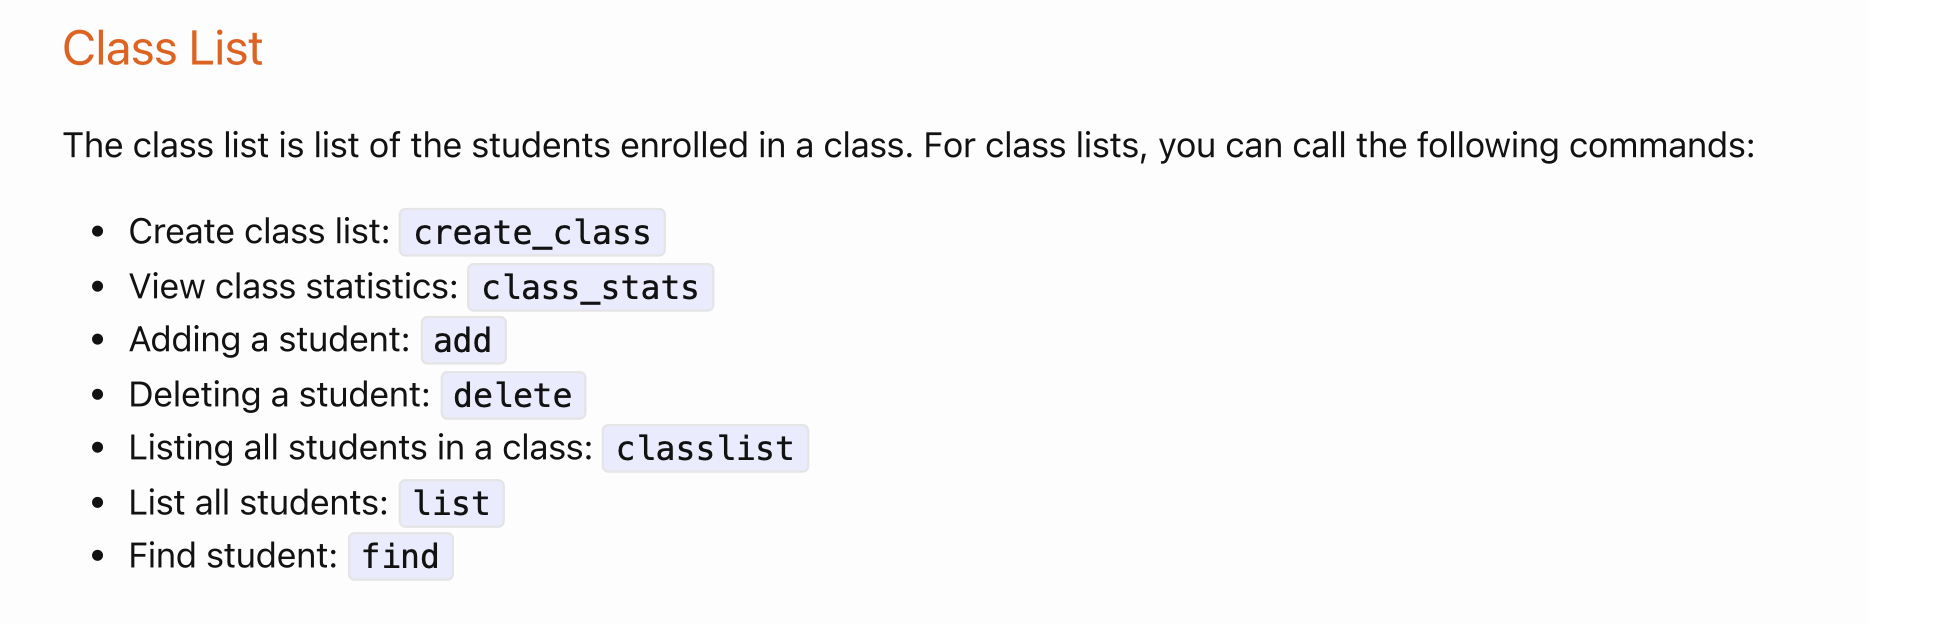 Class List
The class list is list of the students enrolled in a class. For class lists, you can call the following commands:
• Create class list: create_class
• View class statistics: class_stats
• Adding a student: add
• Deleting a student: delete
• Listing all students in a class: classlist
• List all students: list
• Find student: find